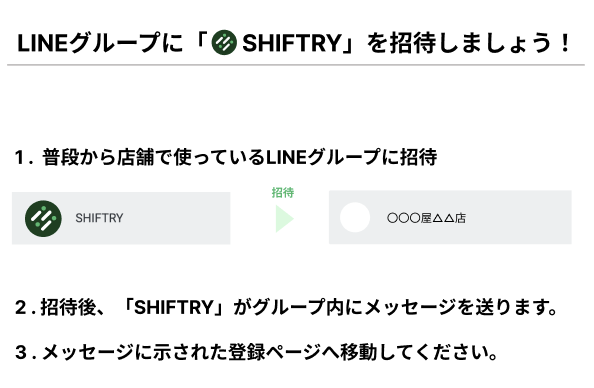 LINEグループに「SHIFTRY」を招待しましょう！
1. 普段から店舗で使っているLINEグループに招待
SHIFTRY
招待
〇〇〇屋△△店
2.招待後、「SHIFTRY」がグループ内にメッセージを送ります。
3.メッセージに示された登録ページへ移動してください。